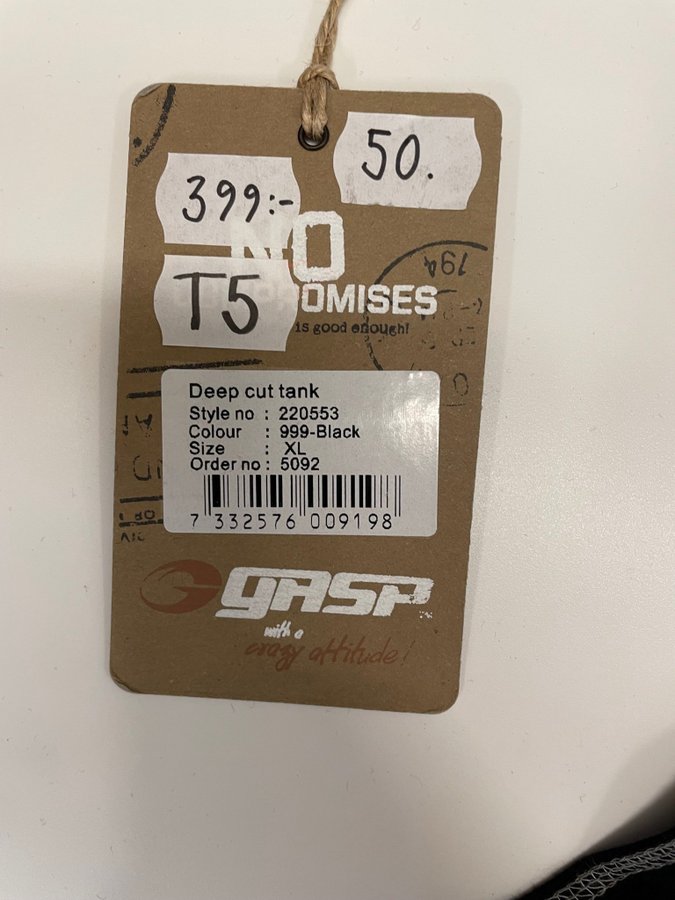 50.
399:-
NO
T5
OMISES
is good enough!
194
Deep cut tank
Style no : 220553
Colour : 999-Black
Size : XL
Order no : 5092
7 332576 009198
gasp
with a
crazy attitude!